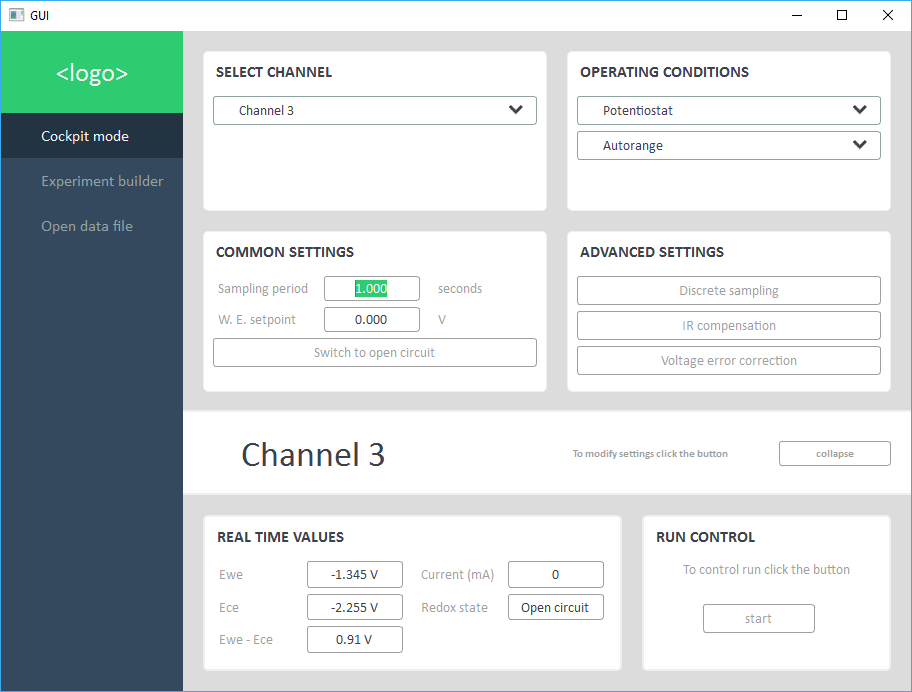 GUI
<logo>
Cockpit mode
Experiment builder
Open data file
SELECT CHANNEL
Channel 3
OPERATING CONDITIONS
Potentiostat
Autorange
COMMON SETTINGS
Sampling period 1.000 seconds
W. E. setpoint 0.000 V
Switch to open circuit
ADVANCED SETTINGS
Discrete sampling
IR compensation
Voltage error correction
Channel 3
To modify settings click the button
collapse
REAL TIME VALUES
Ewe -1.345 V Current (mA) 0
Ece -2.255 V Redox state Open circuit
Ewe - Ece 0.91 V
RUN CONTROL
To control run click the button
start